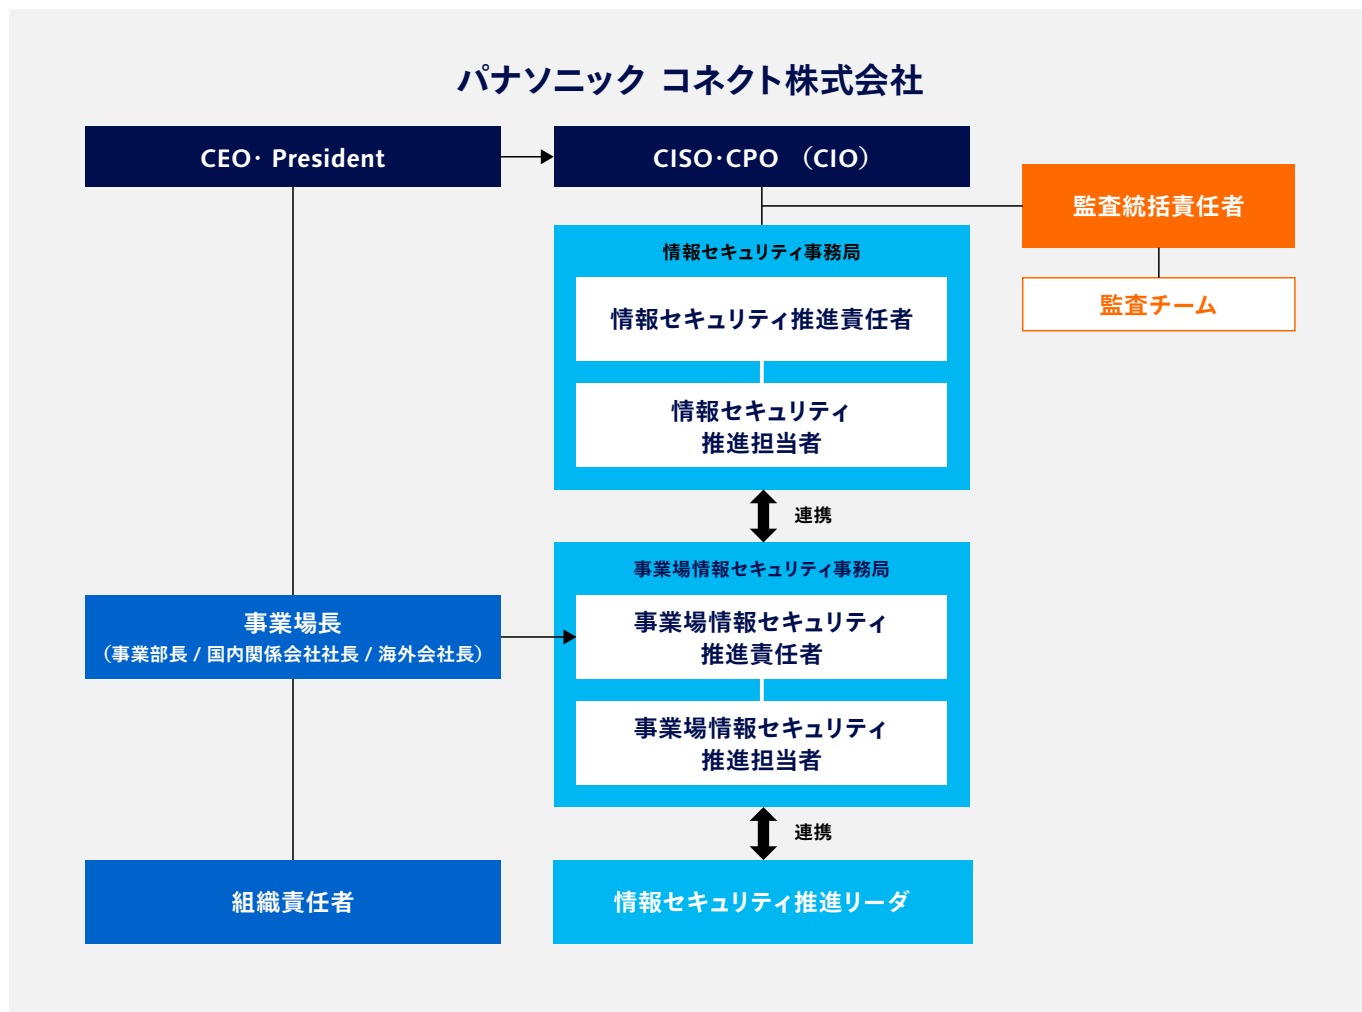 パナソニック コネクト株式会社
CEO・ President
CISO・CPO （CIO）
監査統括責任者
監査チーム
情報セキュリティ事務局
情報セキュリティ推進責任者
情報セキュリティ
推進担当者
連携
事業場情報セキュリティ事務局
事業場長
（事業部長 / 国内関係会社社長 / 海外会社長）
事業場情報セキュリティ
推進責任者
事業場情報セキュリティ
推進担当者
連携
組織責任者
情報セキュリティ推進リーダ